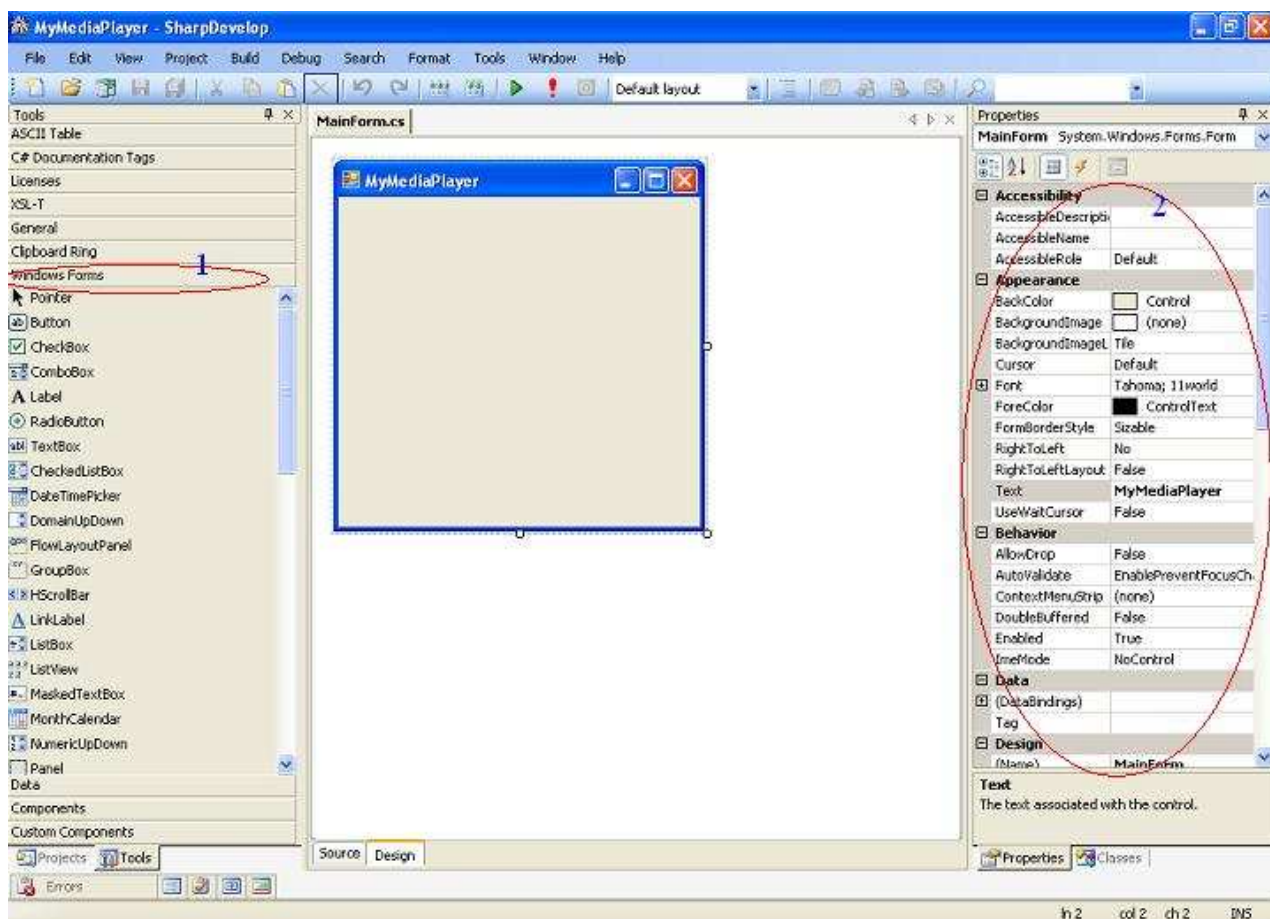 MyMediaPlayer - SharpDevelop
File Edit View Project Build Debug Search Format Tools Window Help
Default layout
Tools
ASCII Table
C# Documentation Tags
Licenses
XSL-T
General
Clipboard Ring
1
Windows Forms
Pointer
Button
CheckBox
ComboBox
A Label
RadioButton
TextBox
CheckedListBox
DateTimePicker
DomainUpDown
FlowLayoutPanel
GroupBox
HScrollBar
A LinkLabel
ListBox
ListView
MaskedTextBox
MonthCalendar
NumericUpDown
Panel
Data
Components
Custom Components
Projects Tools
Errors
MainForm.cs
MyMediaPlayer
Source Design
Properties
MainForm System.Windows.Forms.Form
Accessibility
2
AccessibleDescripti
AccessibleName
AccessibleRole Default
Appearance
BackColor Control
BackgroundImage (none)
BackgroundImageL Tile
Cursor Default
Font Tahoma; 11world
ForeColor ControlText
FormBorderStyle Sizable
RightToLeft No
RightToLeftLayout False
Text MyMediaPlayer
UseWaitCursor False
Behavior
AllowDrop False
AutoValidate EnablePreventFocusCh
ContextMenuStrip (none)
DoubleBuffered False
Enabled True
ImeMode NoControl
Data
(DataBindings)
Tag
Design
(Name) MainForm
Text
The text associated with the control.
Properties Classes
ln 2 col 2 ch 2 INS